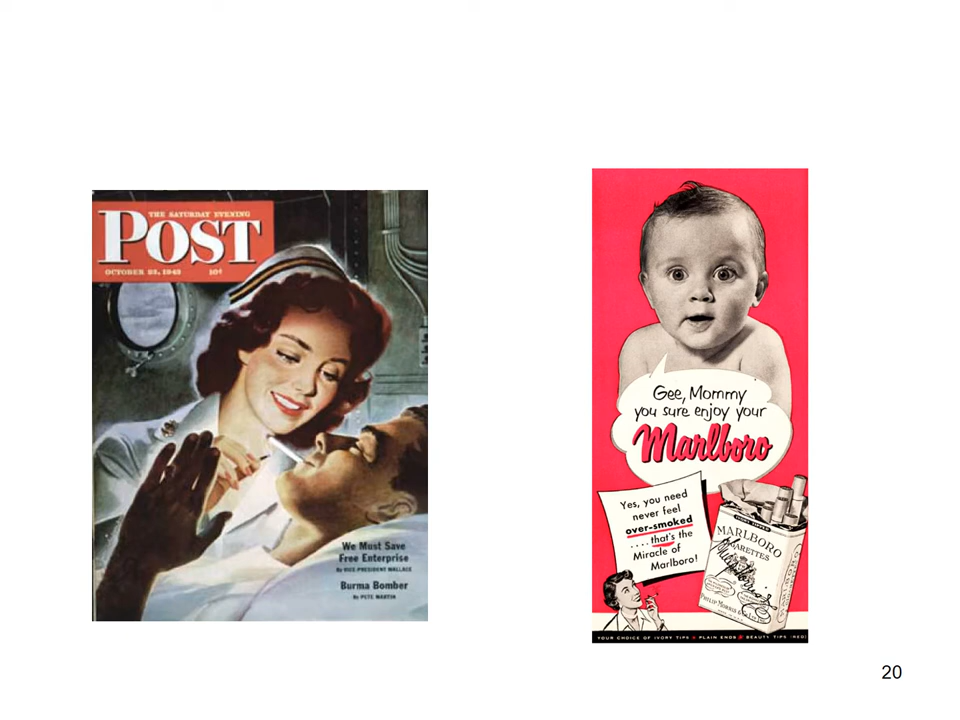 THE SATURDAY EVENING
POST
OCTOBER 23, 1943 10¢
We Must Save
Free Enterprise
By VICE-PRESIDENT WALLACE
Burma Bomber
By PETE MARTIN
Gee, Mommy
you sure enjoy your
Marlboro
Yes, you need
never feel
over-smoked
....that's the
Miracle of
Marlboro!
MARLBORO
CIGARETTES
PHILIP MORRIS & Co. Ltd. Inc.
YOUR CHOICE OF IVORY TIPS • PLAIN ENDS • BEAUTY TIPS (RED)
20